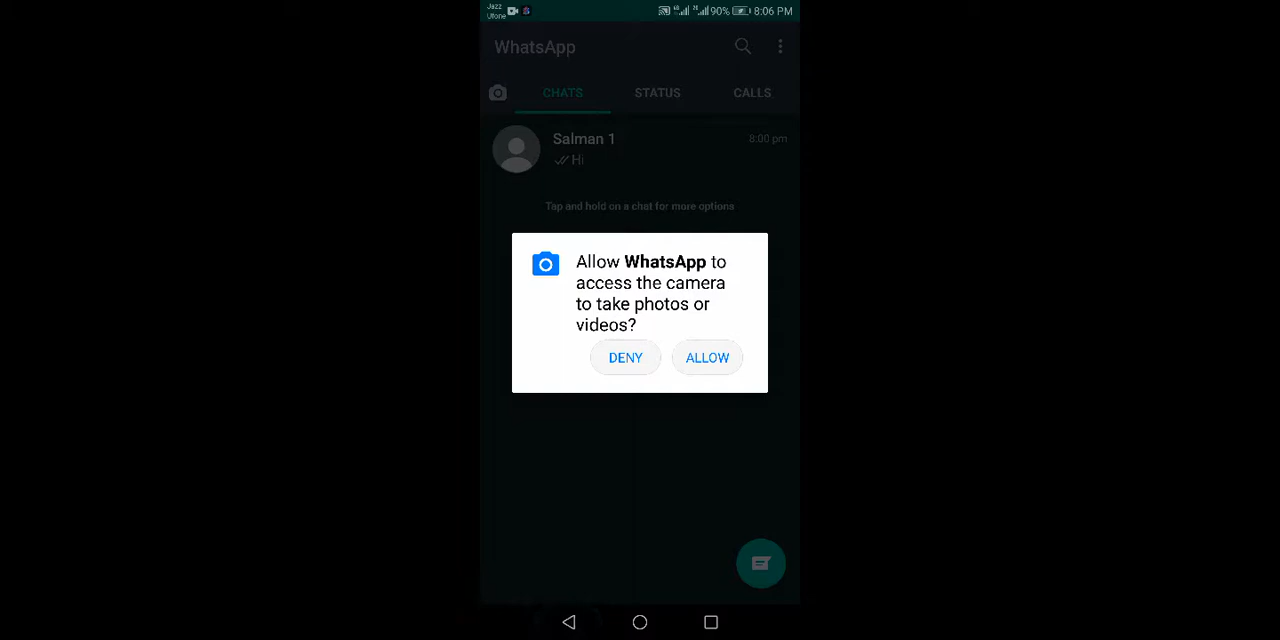 Jazz
Ufone
90% 8:06 PM
WhatsApp
CHATS STATUS CALLS
Salman 1 8:00 pm
Hi
Tap and hold on a chat for more options
Allow WhatsApp to
access the camera
to take photos or
videos?
DENY ALLOW